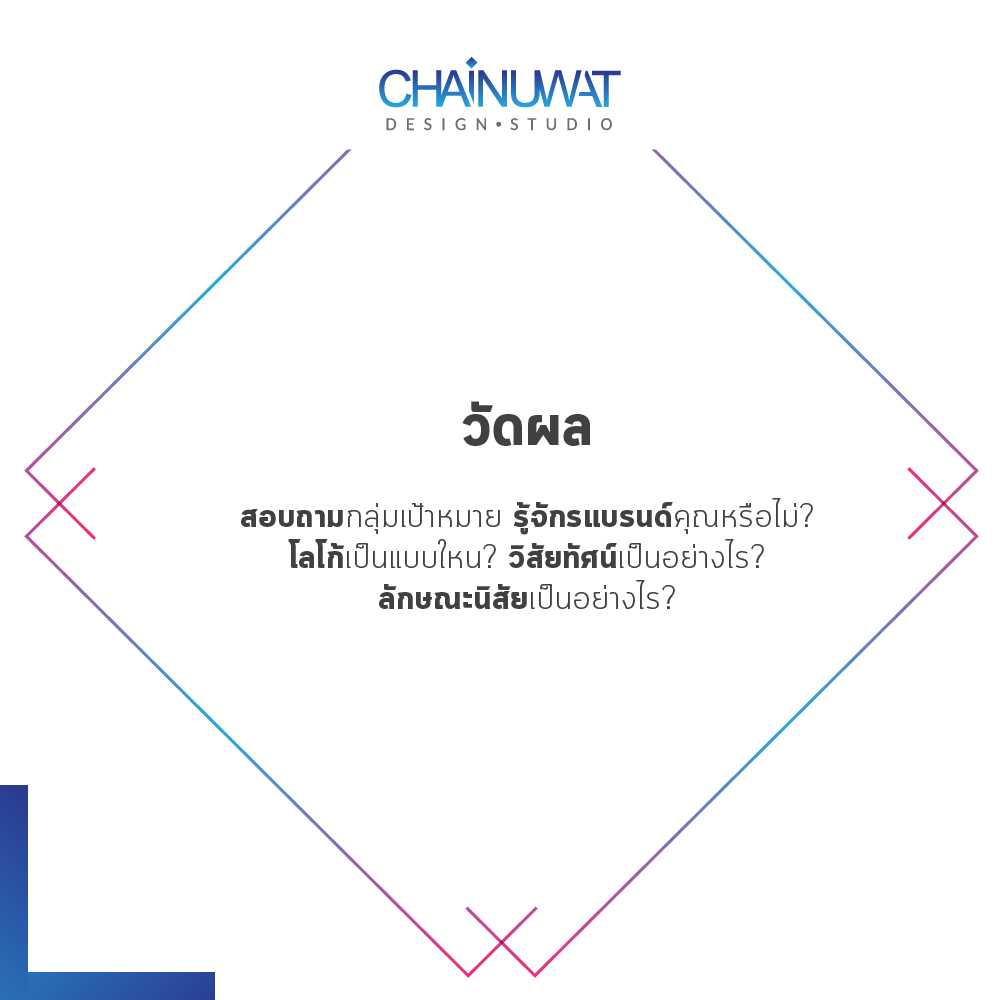 CHAINUWAT
DESIGN•STUDIO
วัดผล
สอบถามกลุ่มเป้าหมาย รู้จักรแบรนด์คุณหรือไม่?
โลโก้เป็นแบบใหน? วิสัยทัศน์เป็นอย่างไร?
ลักษณะนิสัยเป็นอย่างไร?